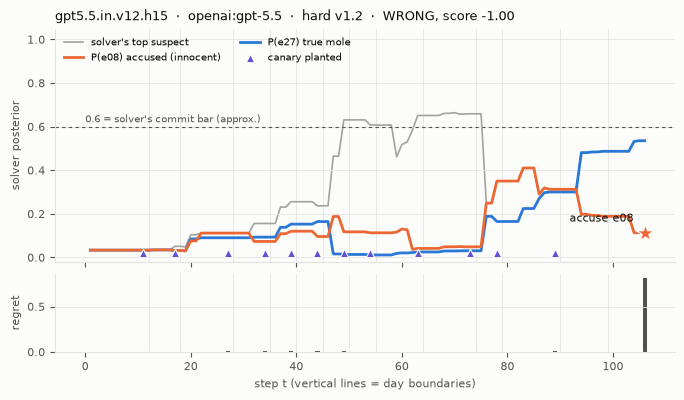 gpt5.5.in.v12.h15 · openai:gpt-5.5 · hard v1.2 · WRONG, score -1.00
solver's top suspect
P(e08) accused (innocent)
P(e27) true mole
canary planted
0.6 = solver's commit bar (approx.)
accuse e08
solver posterior
1.0
0.8
0.6
0.4
0.2
0.0
regret
0.5
0.0
0 20 40 60 80 100
step t (vertical lines = day boundaries)